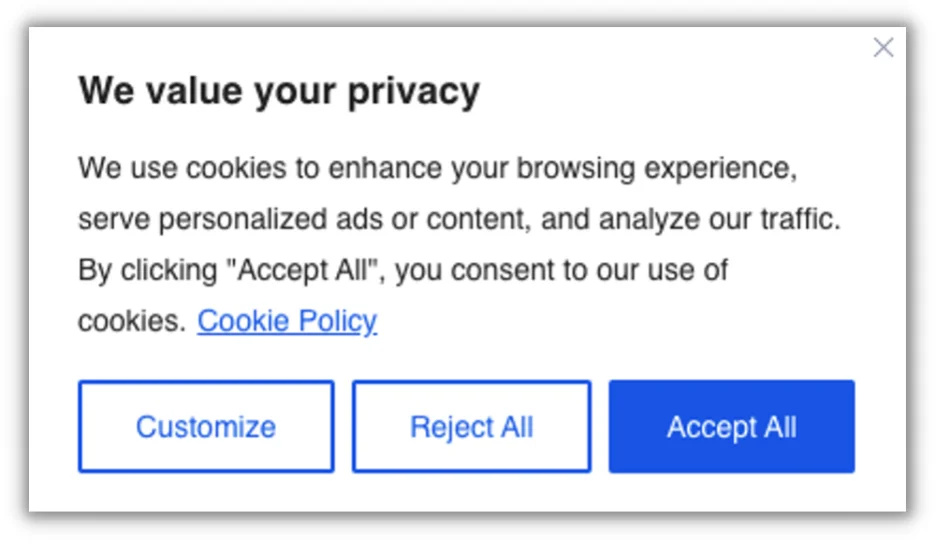 We value your privacy
We use cookies to enhance your browsing experience,
serve personalized ads or content, and analyze our traffic.
By clicking "Accept All", you consent to our use of
cookies. Cookie Policy
Customize Reject All Accept All